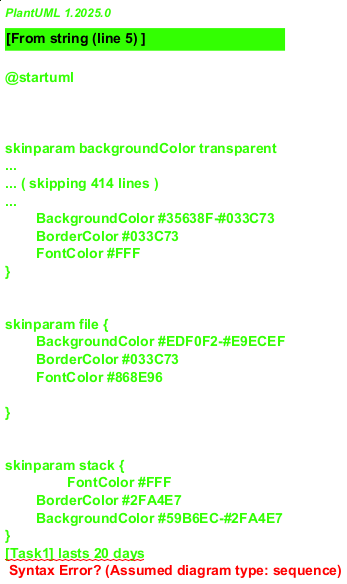 PlantUML 1.2025.0
[From string (line 5) ]
@startuml
skinparam backgroundColor transparent
...
... ( skipping 414 lines )
...
BackgroundColor #35638F-#033C73
BorderColor #033C73
FontColor #FFF
}
skinparam file {
BackgroundColor #EDF0F2-#E9ECEF
BorderColor #033C73
FontColor #868E96
}
skinparam stack {
FontColor #FFF
BorderColor #2FA4E7
BackgroundColor #59B6EC-#2FA4E7
}
[Task1] lasts 20 days
Syntax Error? (Assumed diagram type: sequence)